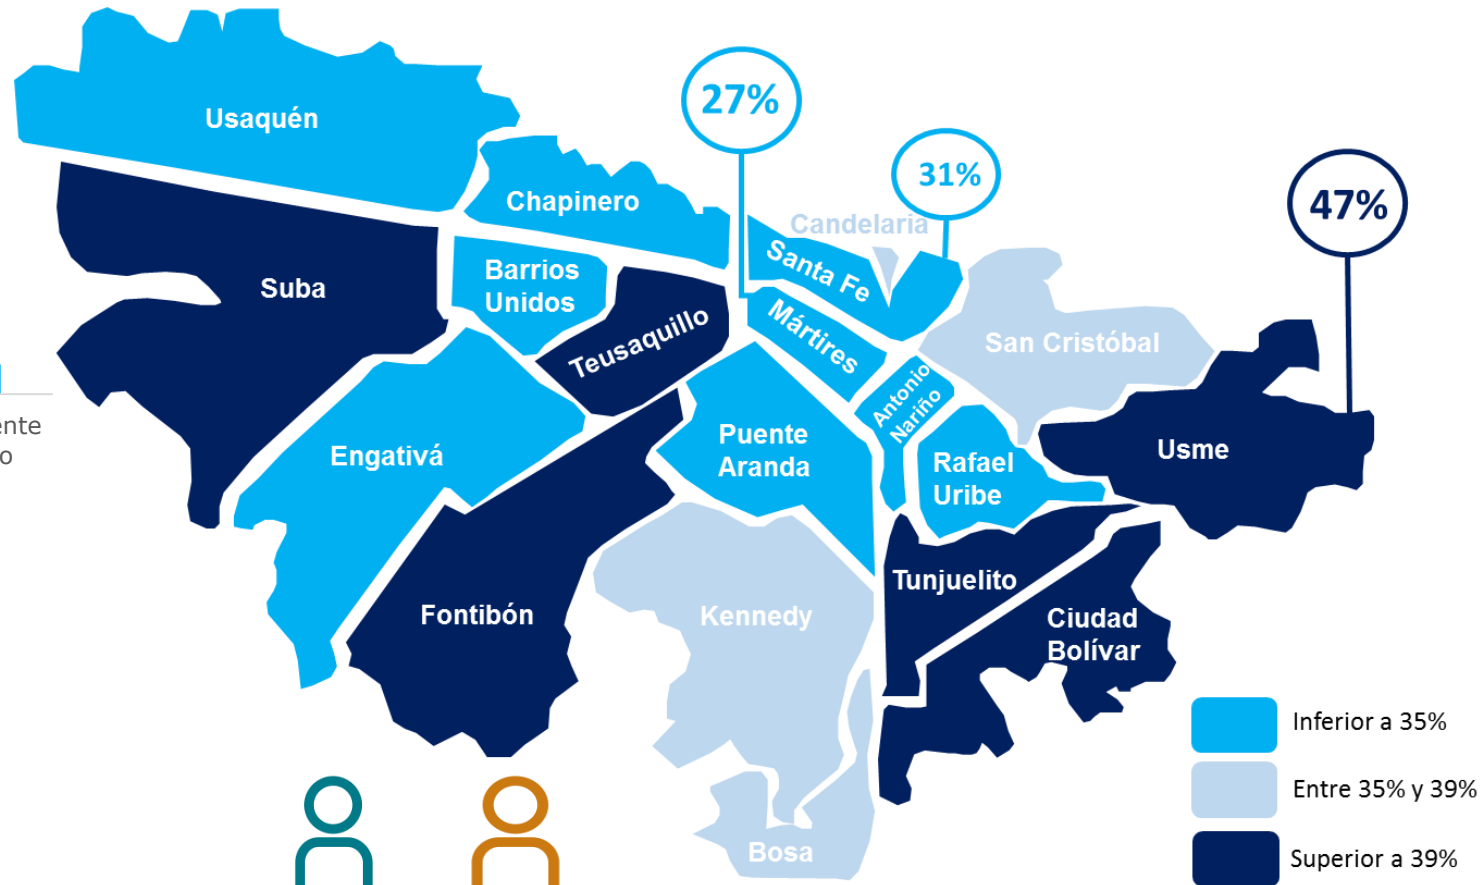 Usaquén
27%
31%
47%
Chapinero
Candelaria
Santa Fe
Suba
Barrios
Unidos
Teusaquillo
Mártires
San Cristóbal
Antonio
Nariño
Engativá
Puente
Aranda
Rafael
Uribe
Usme
Fontibón
Kennedy
Tunjuelito
Ciudad
Bolívar
Bosa
Inferior a 35%
Entre 35% y 39%
Superior a 39%